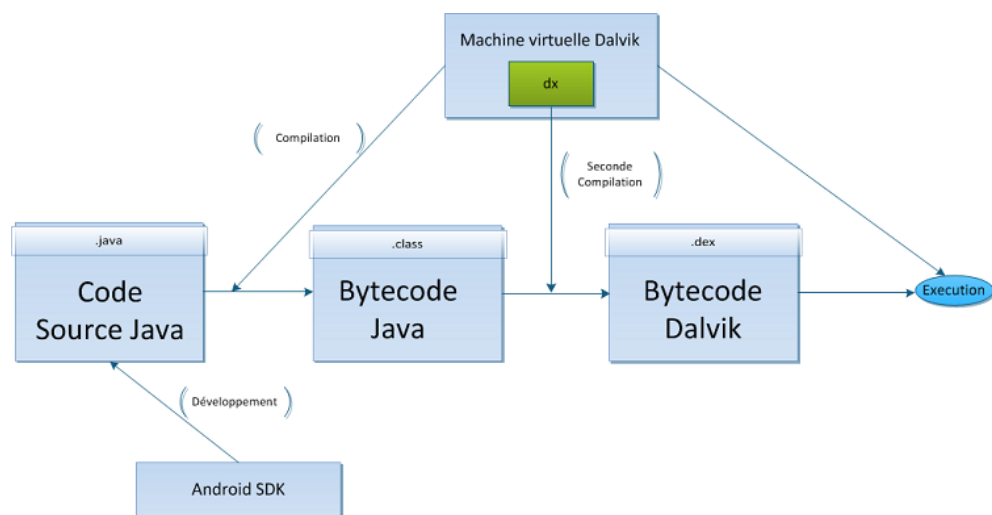 Machine virtuelle Dalvik
dx
Compilation
Seconde
Compilation
.java
Code
Source Java
.class
Bytecode
Java
.dex
Bytecode
Dalvik
Execution
Développement
Android SDK